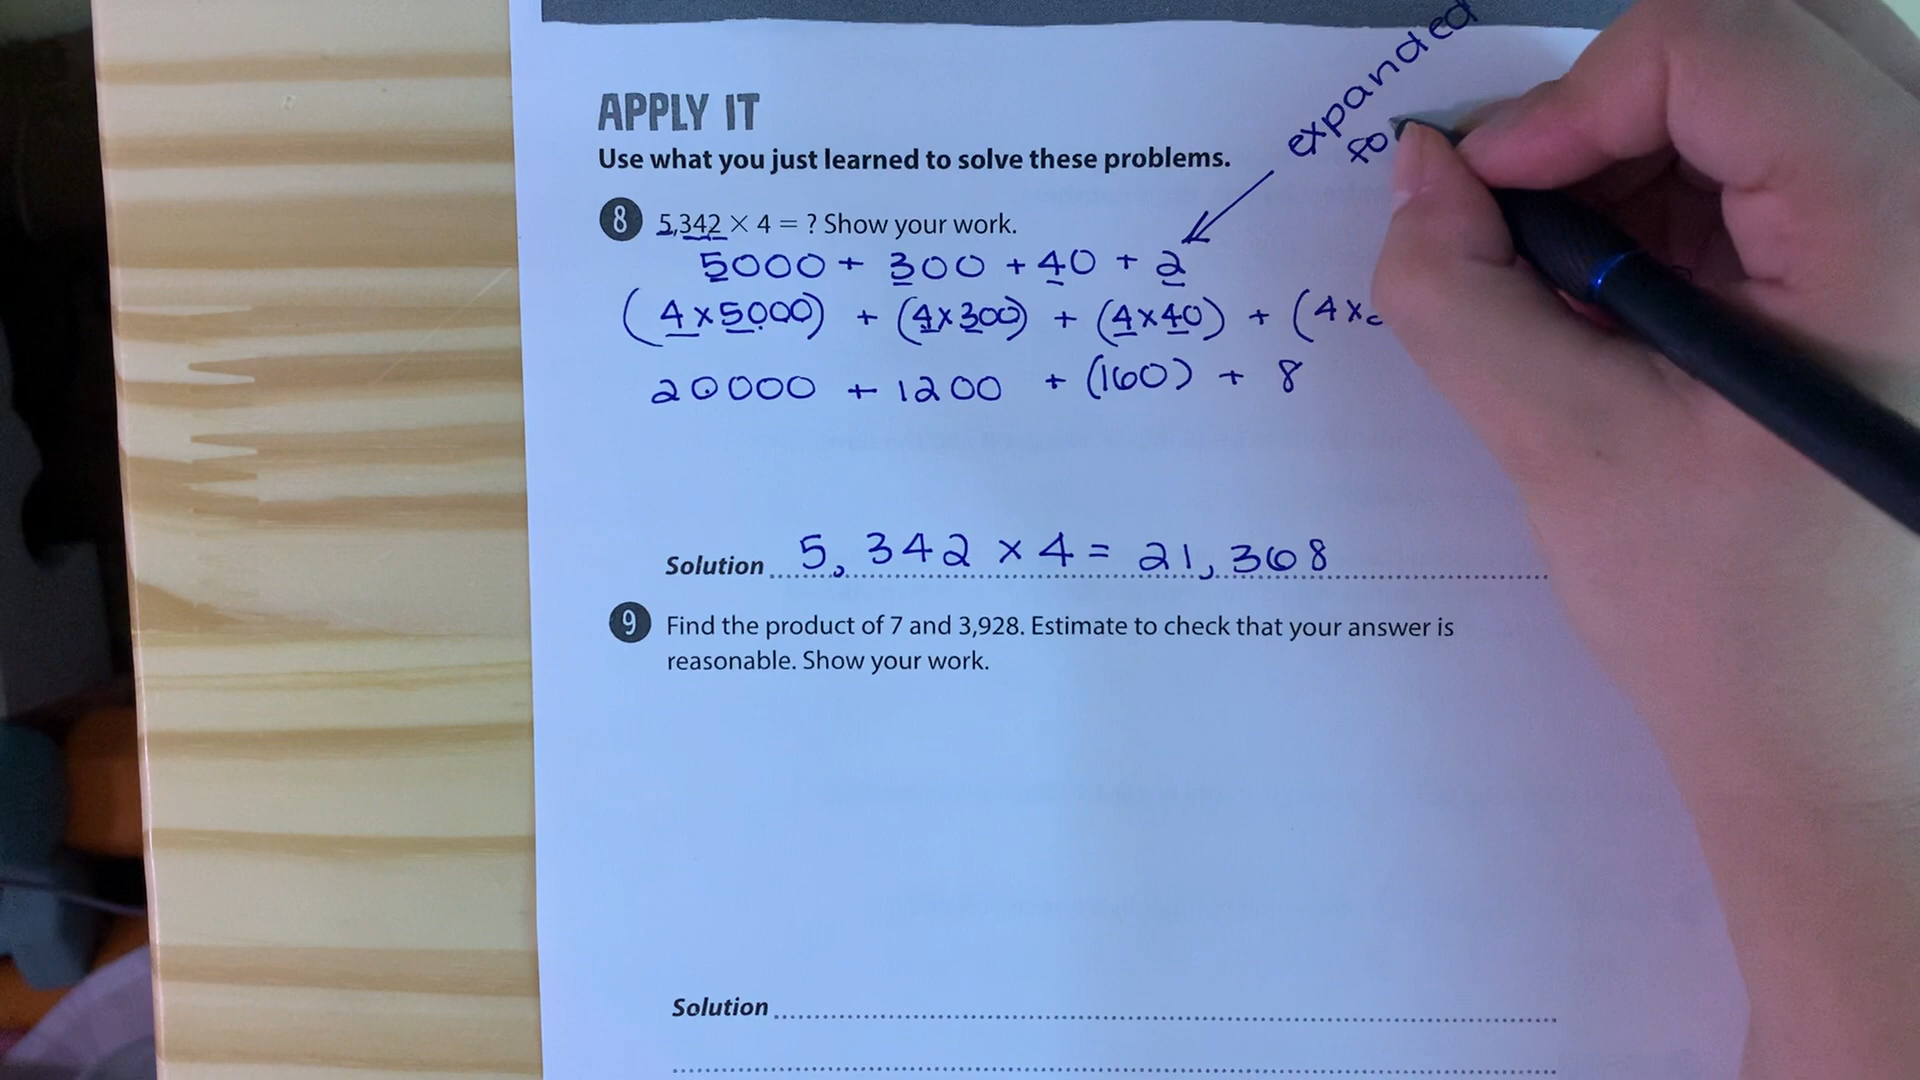 APPLY IT
Use what you just learned to solve these problems.
expanded
fo
8 5,342 × 4 = ? Show your work.
5000 + 300 + 40 + 2
(4×5000) + (4×300) + (4×40) + (4×
20000 + 1200 + (160) + 8
Solution 5,342 × 4 = 21,368
9 Find the product of 7 and 3,928. Estimate to check that your answer is
reasonable. Show your work.
Solution